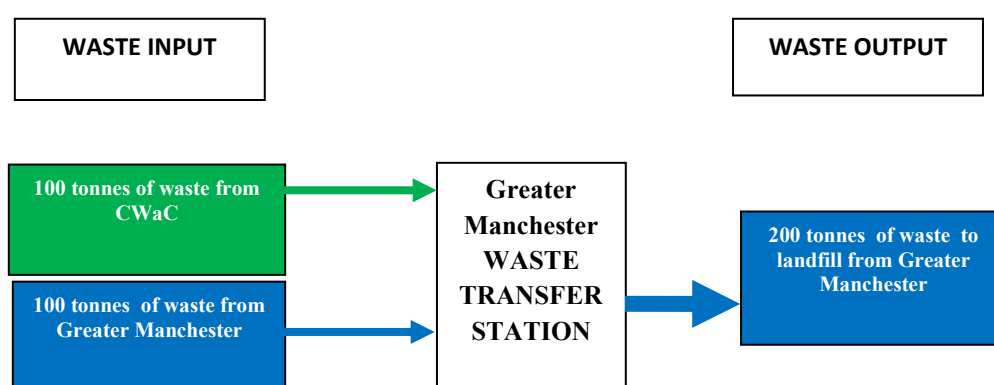 WASTE INPUT
WASTE OUTPUT
100 tonnes of waste from
CWaC
100 tonnes of waste from
Greater Manchester
Greater
Manchester
WASTE
TRANSFER
STATION
200 tonnes of waste to
landfill from Greater
Manchester